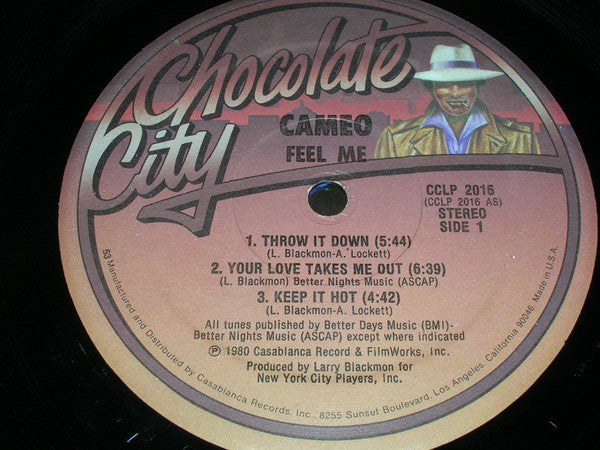 Chocolate
City
CAMEO
FEEL ME
CCLP 2016
(CCLP 2016 AS)
STEREO
SIDE 1
1. THROW IT DOWN (5:44)
(L. Blackmon-A. Lockett)
2. YOUR LOVE TAKES ME OUT (6:39)
(L. Blackmon) Better Nights Music (ASCAP)
3. KEEP IT HOT (4:42)
(L. Blackmon-A. Lockett)
All tunes published by Better Days Music (BMI)-
Better Nights Music (ASCAP) except where indicated
℗ 1980 Casablanca Record & FilmWorks, Inc.
Produced by Larry Blackmon for
New York City Players, Inc.
53 Manufactured and Distributed by Casablanca Records, Inc., 8255 Sunset Boulevard, Los Angeles, California 90046 Made in U.S.A.